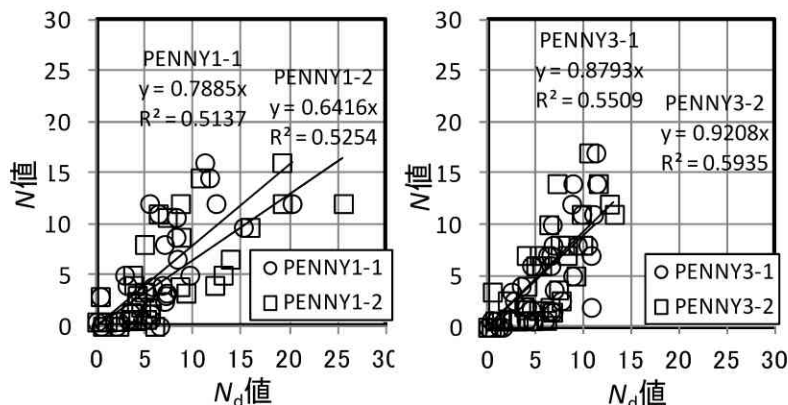 30
25
20
15
10
5
0
N値
PENNY1-1
y = 0.7885x
R² = 0.5137
PENNY1-2
y = 0.6416x
R² = 0.5254
PENNY1-1
PENNY1-2
0 5 10 15 20 25 30
Nd値
30
25
20
15
10
5
0
N値
PENNY3-1
y = 0.8793x
R² = 0.5509
PENNY3-2
y = 0.9208x
R² = 0.5935
PENNY3-1
PENNY3-2
0 5 10 15 20 25 30
Nd値